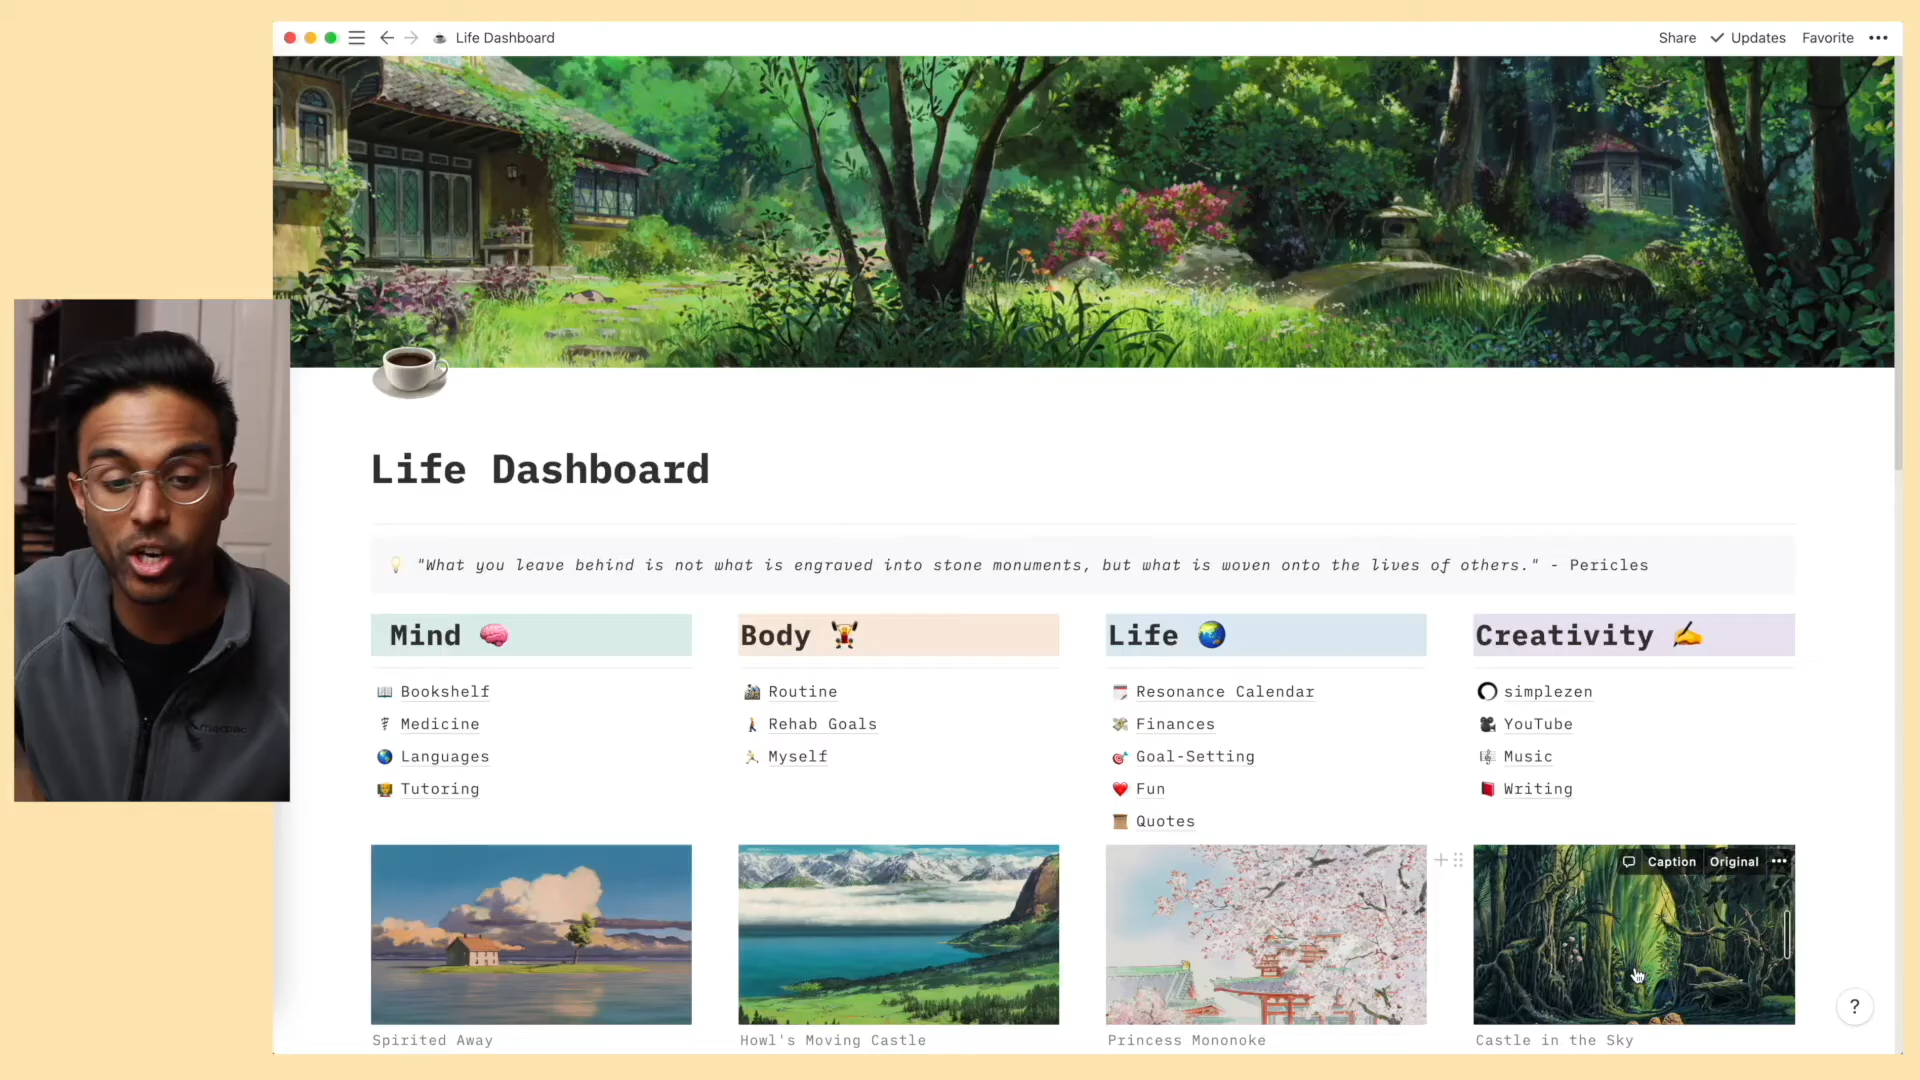 Life Dashboard
Share
Updates
Favorite
Life Dashboard
"What you leave behind is not what is engraved into stone monuments, but what is woven onto the lives of others." - Pericles
Mind
Bookshelf
Medicine
Languages
Tutoring
Body
Routine
Rehab Goals
Myself
Life
Resonance Calendar
Finances
Goal-Setting
Fun
Quotes
Creativity
simplezen
YouTube
Music
Writing
Caption
Original
Spirited Away
Howl's Moving Castle
Princess Mononoke
Castle in the Sky
?
macpac